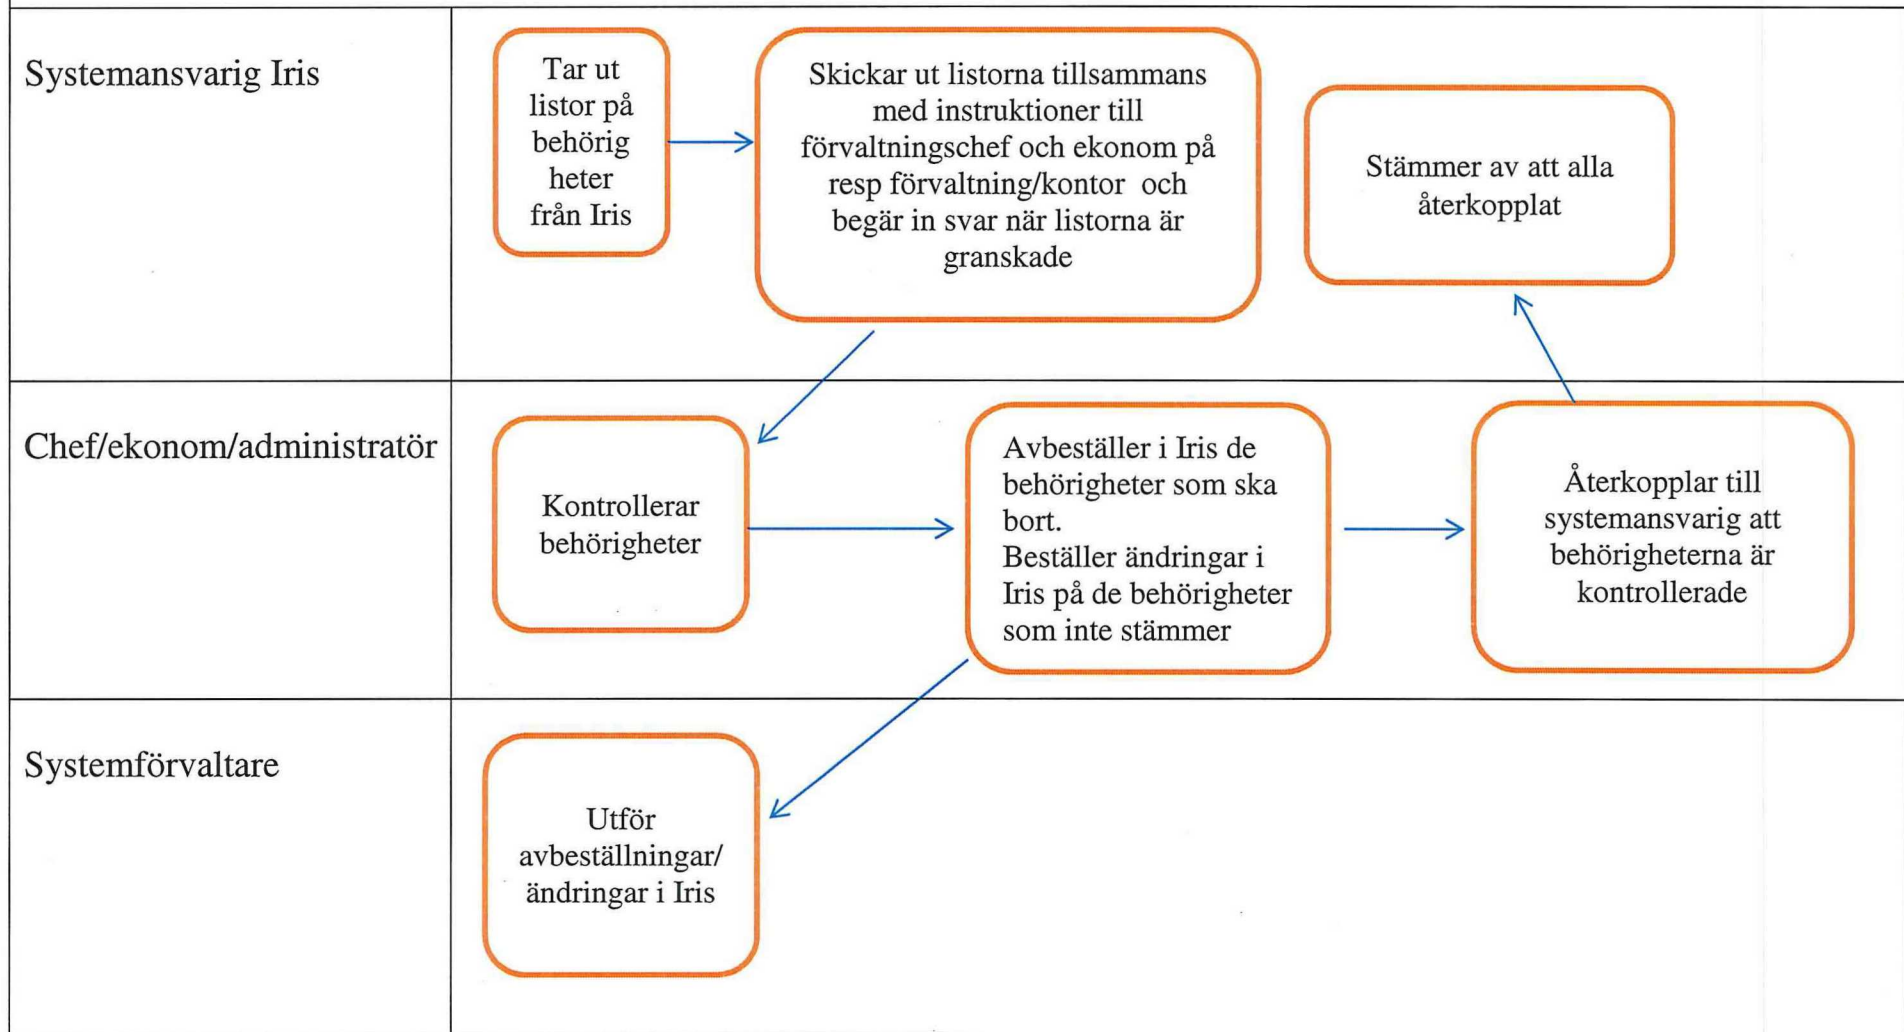 Systemansvarig Iris
Tar ut
listor på
behörig
heter
från Iris
Skickar ut listorna tillsammans
med instruktioner till
förvaltningschef och ekonom på
resp förvaltning/kontor och
begär in svar när listorna är
granskade
Stämmer av att alla
återkopplat
Chef/ekonom/administratör
Kontrollerar
behörigheter
Avbeställer i Iris de
behörigheter som ska
bort.
Beställer ändringar i
Iris på de behörigheter
som inte stämmer
Återkopplar till
systemansvarig att
behörigheterna är
kontrollerade
Systemförvaltare
Utför
avbeställningar/
ändringar i Iris